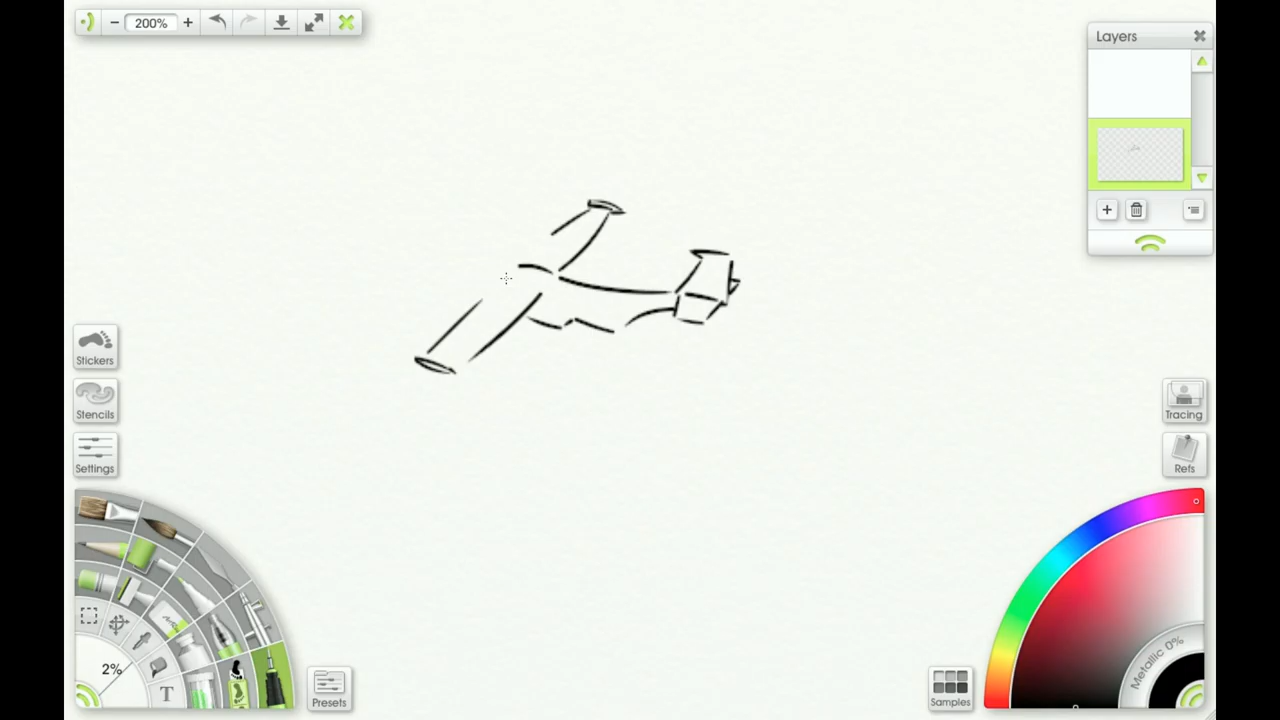 200%
Layers
Stickers
Stencils
Settings
Tracing
Refs
2%
T
Presets
Samples
Metallic 0%